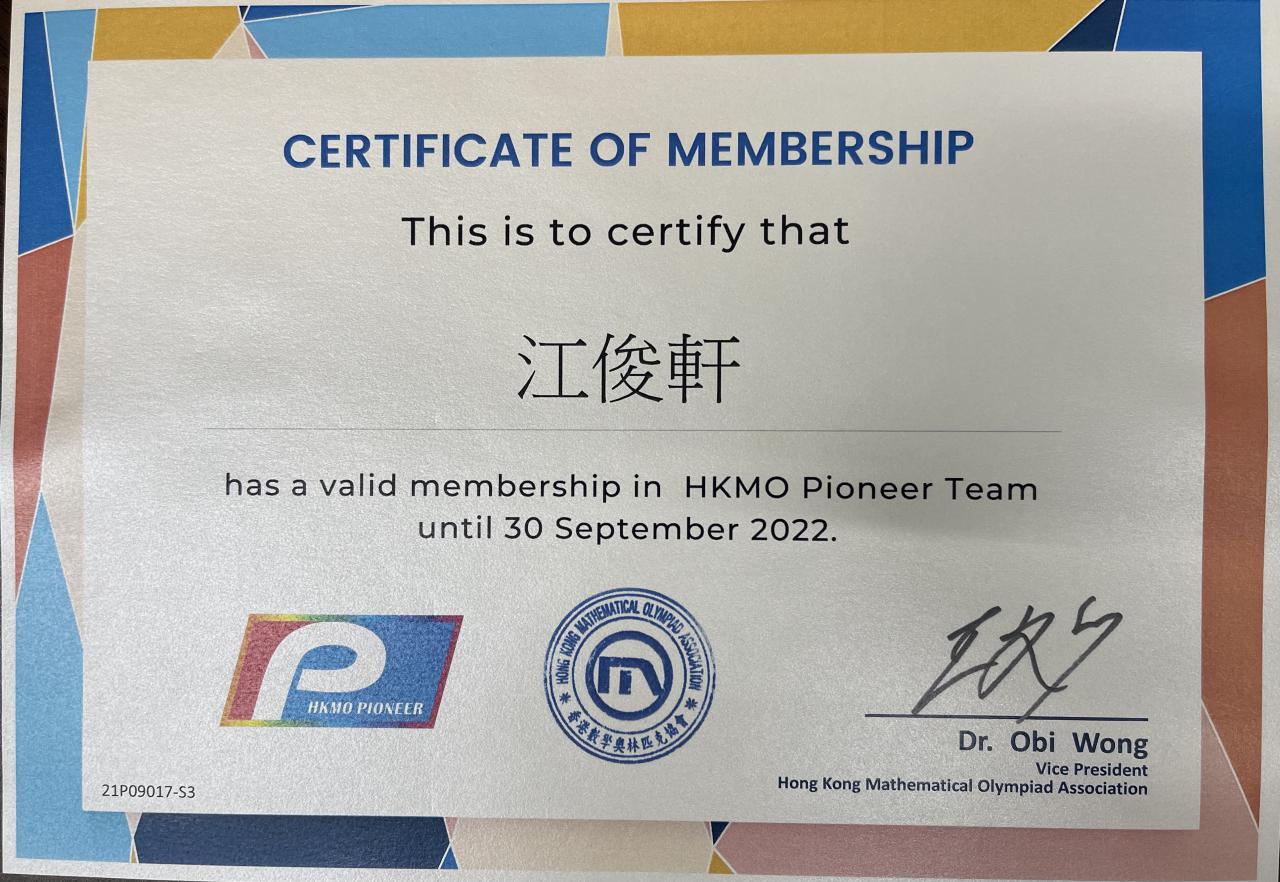 CERTIFICATE OF MEMBERSHIP
This is to certify that
江俊軒
has a valid membership in HKMO Pioneer Team
until 30 September 2022.
HKMO PIONEER
HONG KONG MATHEMATICAL OLYMPIAD ASSOCIATION
香港數學奧林匹克協會
Dr. Obi Wong
Vice President
Hong Kong Mathematical Olympiad Association
21P09017-S3